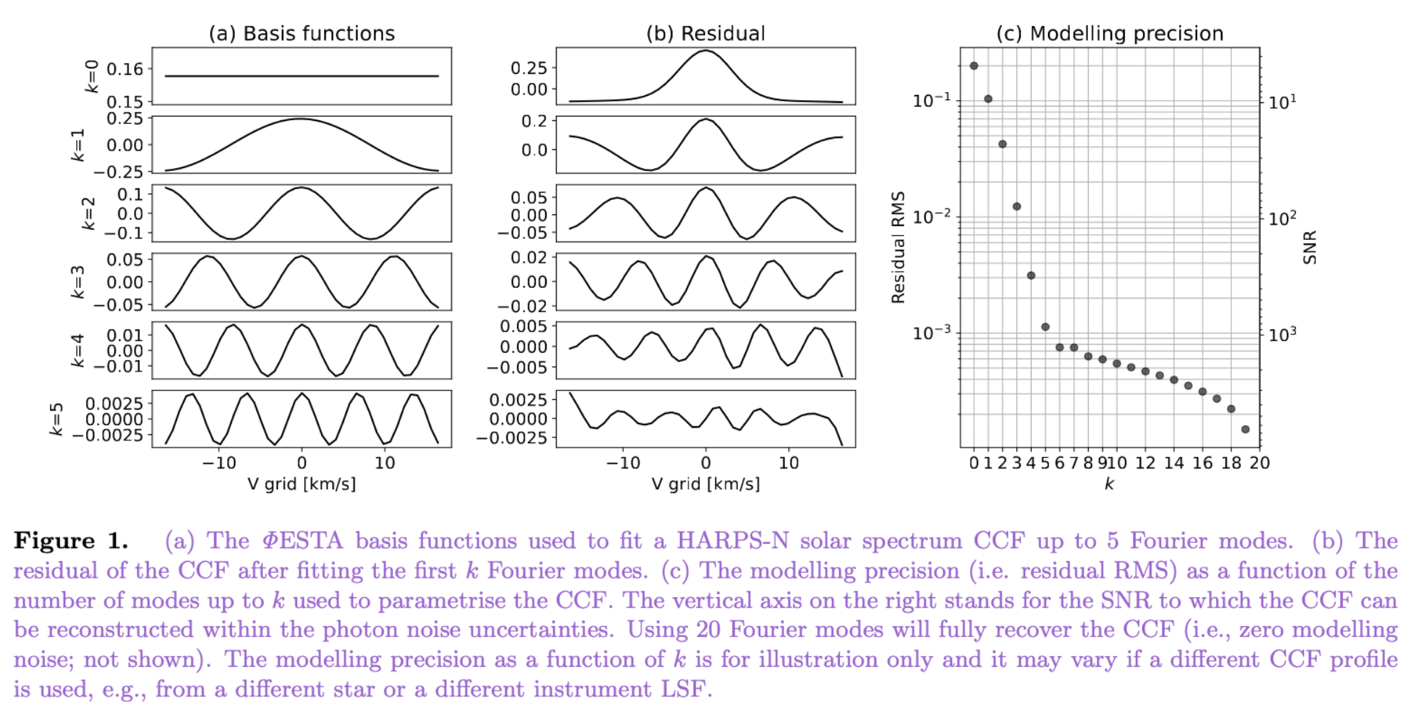 (a) Basis functions
k=0
0.16
0.15
k=1
0.25
0.00
−0.25
k=2
0.1
0.0
−0.1
k=3
0.05
0.00
−0.05
k=4
0.01
0.00
−0.01
k=5
0.0025
0.0000
−0.0025
−10 0 10
V grid [km/s]
(b) Residual
0.25
0.00
0.2
0.0
0.05
0.00
−0.05
0.02
0.00
−0.02
0.005
0.000
−0.005
0.0025
0.0000
−0.0025
−10 0 10
V grid [km/s]
(c) Modelling precision
Residual RMS
10⁻¹
10⁻²
10⁻³
10¹
10²
10³
SNR
0 1 2 3 4 5 6 7 8 9 10 12 14 16 18 20
k
Figure 1. (a) The ΦESTA basis functions used to fit a HARPS-N solar spectrum CCF up to 5 Fourier modes. (b) The
residual of the CCF after fitting the first k Fourier modes. (c) The modelling precision (i.e. residual RMS) as a function of the
number of modes up to k used to parametrise the CCF. The vertical axis on the right stands for the SNR to which the CCF can
be reconstructed within the photon noise uncertainties. Using 20 Fourier modes will fully recover the CCF (i.e., zero modelling
noise; not shown). The modelling precision as a function of k is for illustration only and it may vary if a different CCF profile
is used, e.g., from a different star or a different instrument LSF.